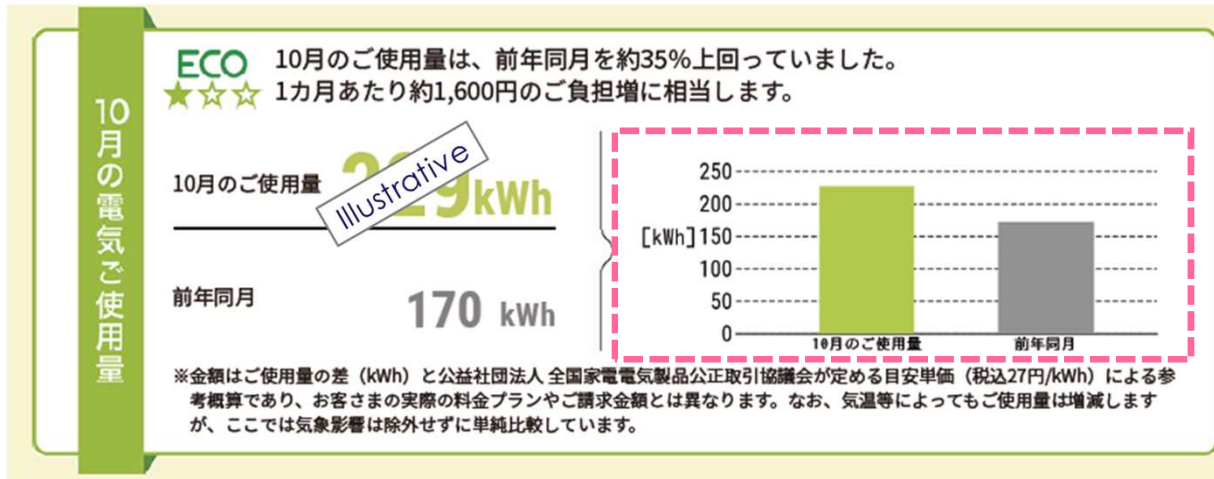 10月の電気ご使用量
ECO
★☆☆
10月のご使用量は、前年同月を約35%上回っていました。
1カ月あたり約1,600円のご負担増に相当します。
10月のご使用量
kWh
Illustrative
前年同月 170 kWh
[kWh]
250
200
150
100
50
0
10月のご使用量 前年同月
※金額はご使用量の差（kWh）と公益社団法人 全国家電電気製品公正取引協議会が定める目安単価（税込27円/kWh）による参
考概算であり、お客さまの実際の料金プランやご請求金額とは異なります。なお、気温等によってもご使用量は増減します
が、ここでは気象影響は除外せずに単純比較しています。